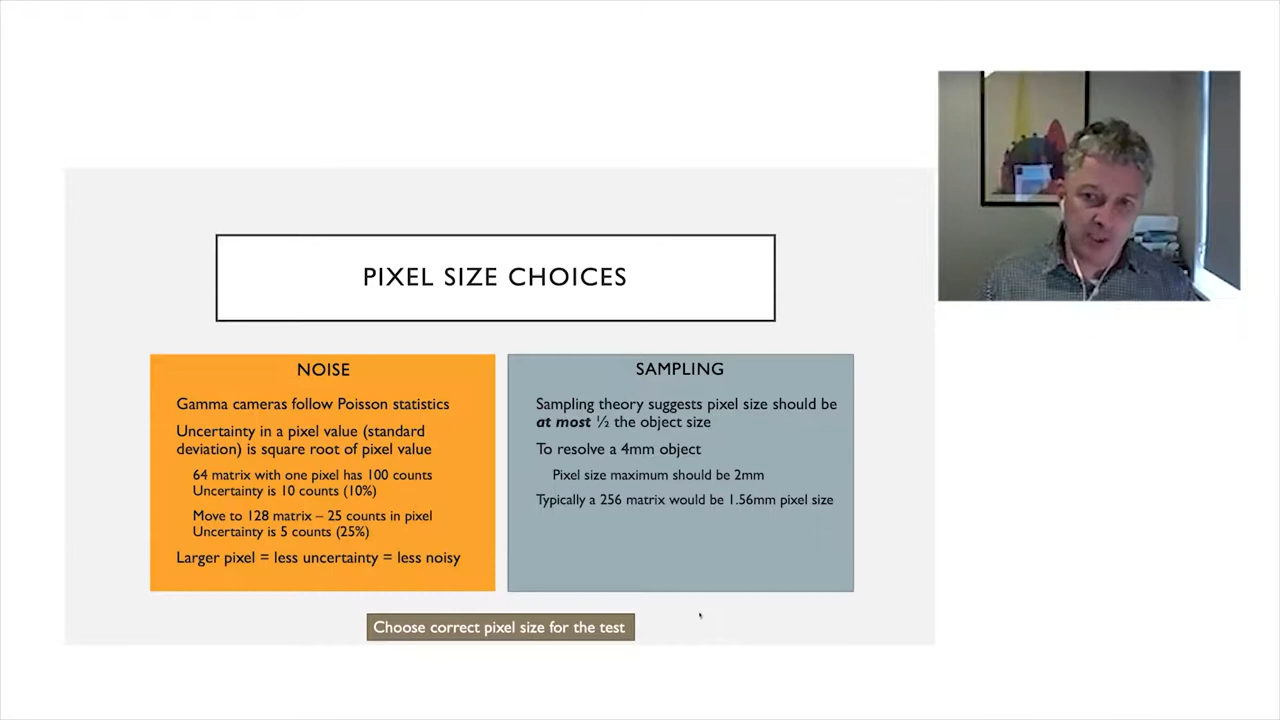 PIXEL SIZE CHOICES
NOISE
Gamma cameras follow Poisson statistics
Uncertainty in a pixel value (standard
deviation) is square root of pixel value
64 matrix with one pixel has 100 counts
Uncertainty is 10 counts (10%)
Move to 128 matrix – 25 counts in pixel
Uncertainty is 5 counts (25%)
Larger pixel = less uncertainty = less noisy
SAMPLING
Sampling theory suggests pixel size should be
at most ½ the object size
To resolve a 4mm object
Pixel size maximum should be 2mm
Typically a 256 matrix would be 1.56mm pixel size
Choose correct pixel size for the test